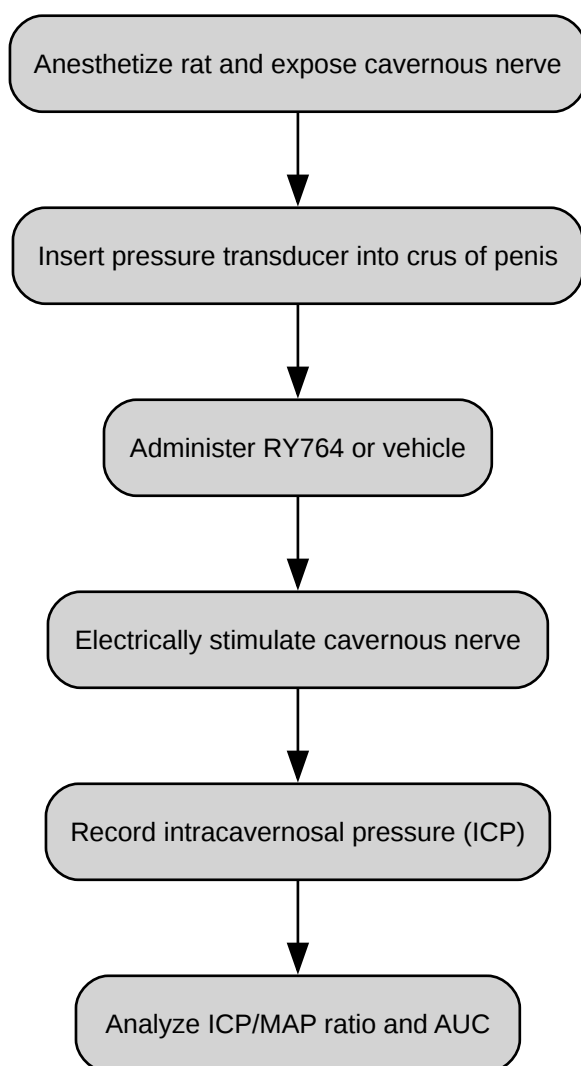 Anesthetize rat and expose cavernous nerve
Insert pressure transducer into crus of penis
Administer RY764 or vehicle
Electrically stimulate cavernous nerve
Record intracavernosal pressure (ICP)
Analyze ICP/MAP ratio and AUC